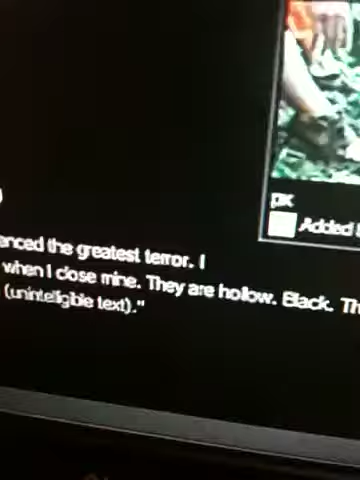 px
Added
enced the greatest terror. I
when I close mine. They are hollow. Black. Th
(unintelligible text)."